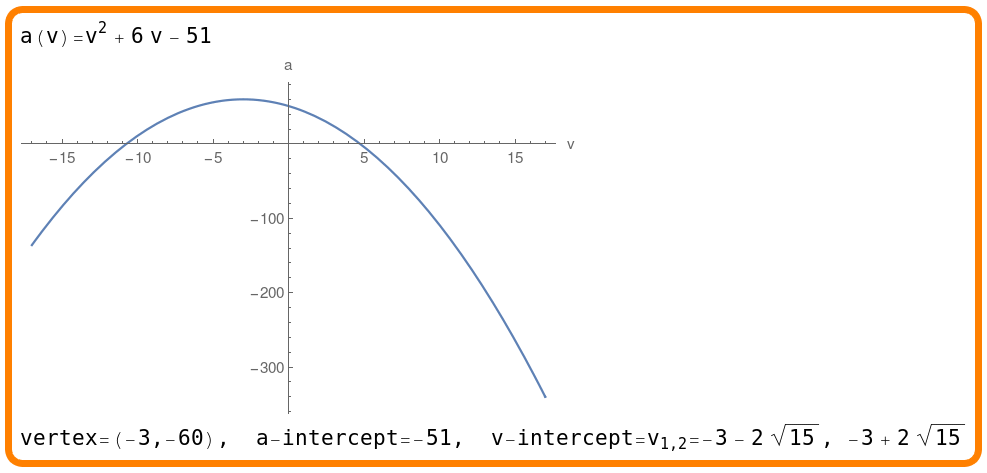 a(v)=v² + 6 v − 51
a
v
−15 −10 −5 5 10 15
−100
−200
−300
vertex=(−3,−60), a−intercept=−51, v−intercept=v₁,₂=−3 − 2 √15, −3 + 2 √15